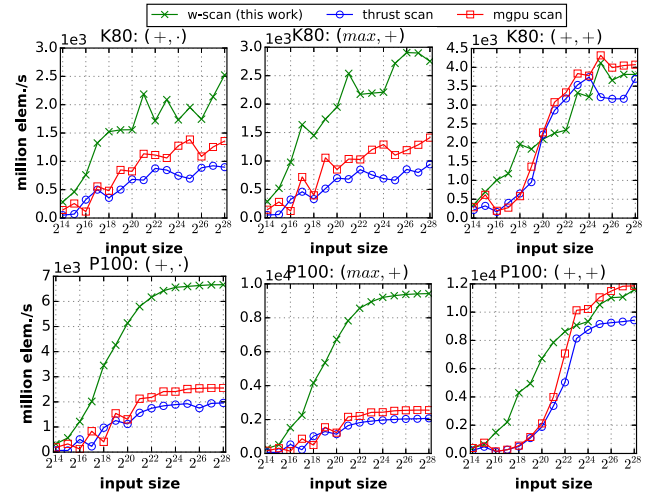 w-scan (this work) thrust scan mgpu scan
K80: (+, ·)
1e3
3.0
2.5
2.0
1.5
1.0
0.5
0.0
2^14 2^16 2^18 2^20 2^22 2^24 2^26 2^28
input size
million elem./s
K80: (max, +)
1e3
3.0
2.5
2.0
1.5
1.0
0.5
0.0
2^14 2^16 2^18 2^20 2^22 2^24 2^26 2^28
input size
K80: (+, +)
1e3
4.5
4.0
3.5
3.0
2.5
2.0
1.5
1.0
0.5
0.0
2^14 2^16 2^18 2^20 2^22 2^24 2^26 2^28
input size
P100: (+, ·)
1e3
7
6
5
4
3
2
1
0
2^14 2^16 2^18 2^20 2^22 2^24 2^26 2^28
input size
million elem./s
P100: (max, +)
1e4
1.0
0.8
0.6
0.4
0.2
0.0
2^14 2^16 2^18 2^20 2^22 2^24 2^26 2^28
input size
P100: (+, +)
1e4
1.2
1.0
0.8
0.6
0.4
0.2
0.0
2^14 2^16 2^18 2^20 2^22 2^24 2^26 2^28
input size